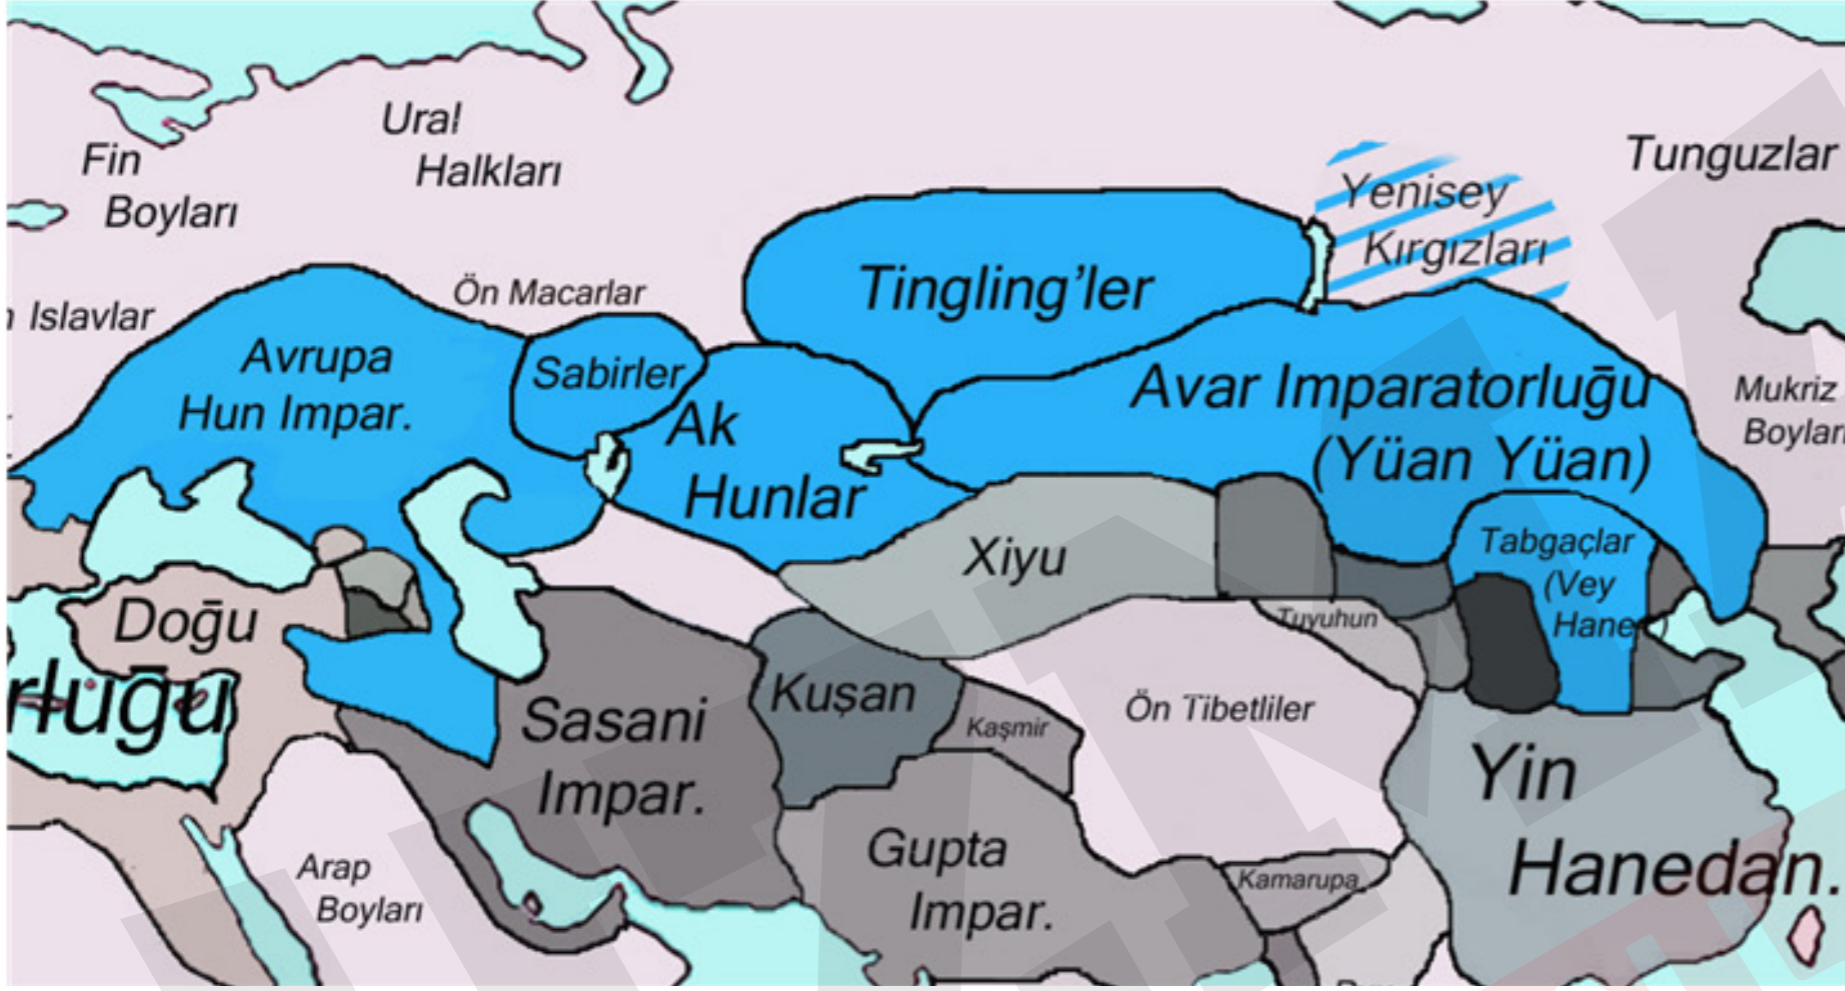 Ural
Halkları
Fin
Boyları
Tunguzlar
Yenisey
Kırgızları
Tingling'ler
Ön Macarlar
Islavlar
Avrupa
Hun Impar.
Sabirler
Ak
Hunlar
Avar Imparatorluğu
(Yüan Yüan)
Mukriz
Boyları
Xiyu
Tabgaçlar
(Vey
Doğu
rluğu
Tuyuhun
Kuşan
Kaşmir
Ön Tibetliler
Sasani
Impar.
Yin
Hanedan.
Gupta
Impar.
Kamarupa
Arap
Boyları